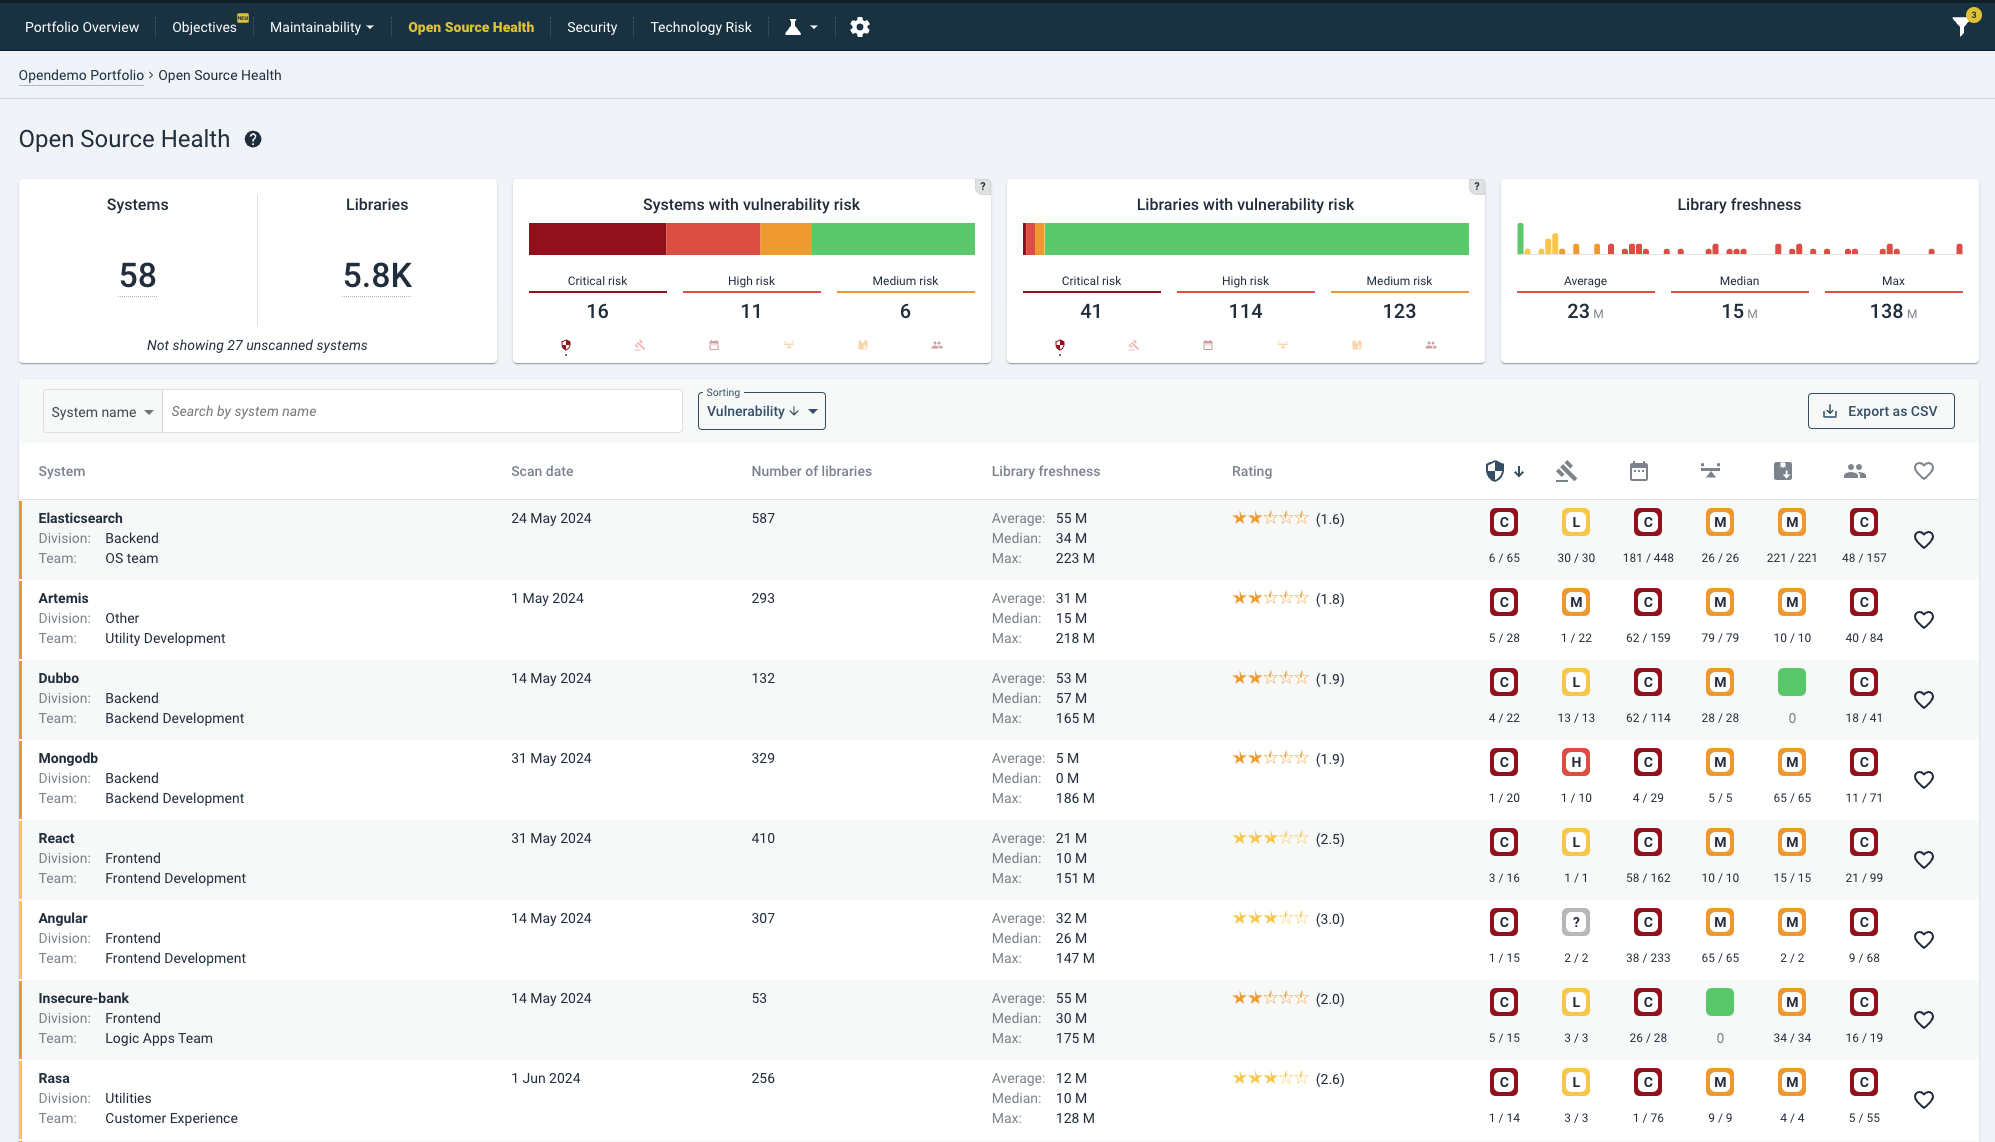 Portfolio Overview
Objectives
NEW
Maintainability
Open Source Health
Security
Technology Risk
3
Opendemo Portfolio › Open Source Health
Open Source Health ?
Systems
58
Libraries
5.8K
Not showing 27 unscanned systems
?
Systems with vulnerability risk
Critical risk High risk Medium risk
16 11 6
?
Libraries with vulnerability risk
Critical risk High risk Medium risk
41 114 123
Library freshness
Average Median Max
23 M 15 M 138 M
System name
Search by system name
Sorting
Vulnerability
Export as CSV
System Scan date Number of libraries Library freshness Rating
Elasticsearch 24 May 2024 587 Average: 55 M (1.6) C L C M M C
Division: Backend Median: 34 M
Team: OS team Max: 223 M 6 / 65 30 / 30 181 / 448 26 / 26 221 / 221 48 / 157
Artemis 1 May 2024 293 Average: 31 M (1.8) C M C M M C
Division: Other Median: 15 M
Team: Utility Development Max: 218 M 5 / 28 1 / 22 62 / 159 79 / 79 10 / 10 40 / 84
Dubbo 14 May 2024 132 Average: 53 M (1.9) C L C M C
Division: Backend Median: 57 M
Team: Backend Development Max: 165 M 4 / 22 13 / 13 62 / 114 28 / 28 0 18 / 41
Mongodb 31 May 2024 329 Average: 5 M (1.9) C H C M M C
Division: Backend Median: 0 M
Team: Backend Development Max: 186 M 1 / 20 1 / 10 4 / 29 5 / 5 65 / 65 11 / 71
React 31 May 2024 410 Average: 21 M (2.5) C L C M M C
Division: Frontend Median: 10 M
Team: Frontend Development Max: 151 M 3 / 16 1 / 1 58 / 162 10 / 10 15 / 15 21 / 99
Angular 14 May 2024 307 Average: 32 M (3.0) C ? C M M C
Division: Frontend Median: 26 M
Team: Frontend Development Max: 147 M 1 / 15 2 / 2 38 / 233 65 / 65 2 / 2 9 / 68
Insecure-bank 14 May 2024 53 Average: 55 M (2.0) C L C M C
Division: Frontend Median: 30 M
Team: Logic Apps Team Max: 175 M 5 / 15 3 / 3 26 / 28 0 34 / 34 16 / 19
Rasa 1 Jun 2024 256 Average: 12 M (2.6) C L C M M C
Division: Utilities Median: 10 M
Team: Customer Experience Max: 128 M 1 / 14 3 / 3 1 / 76 9 / 9 4 / 4 5 / 55